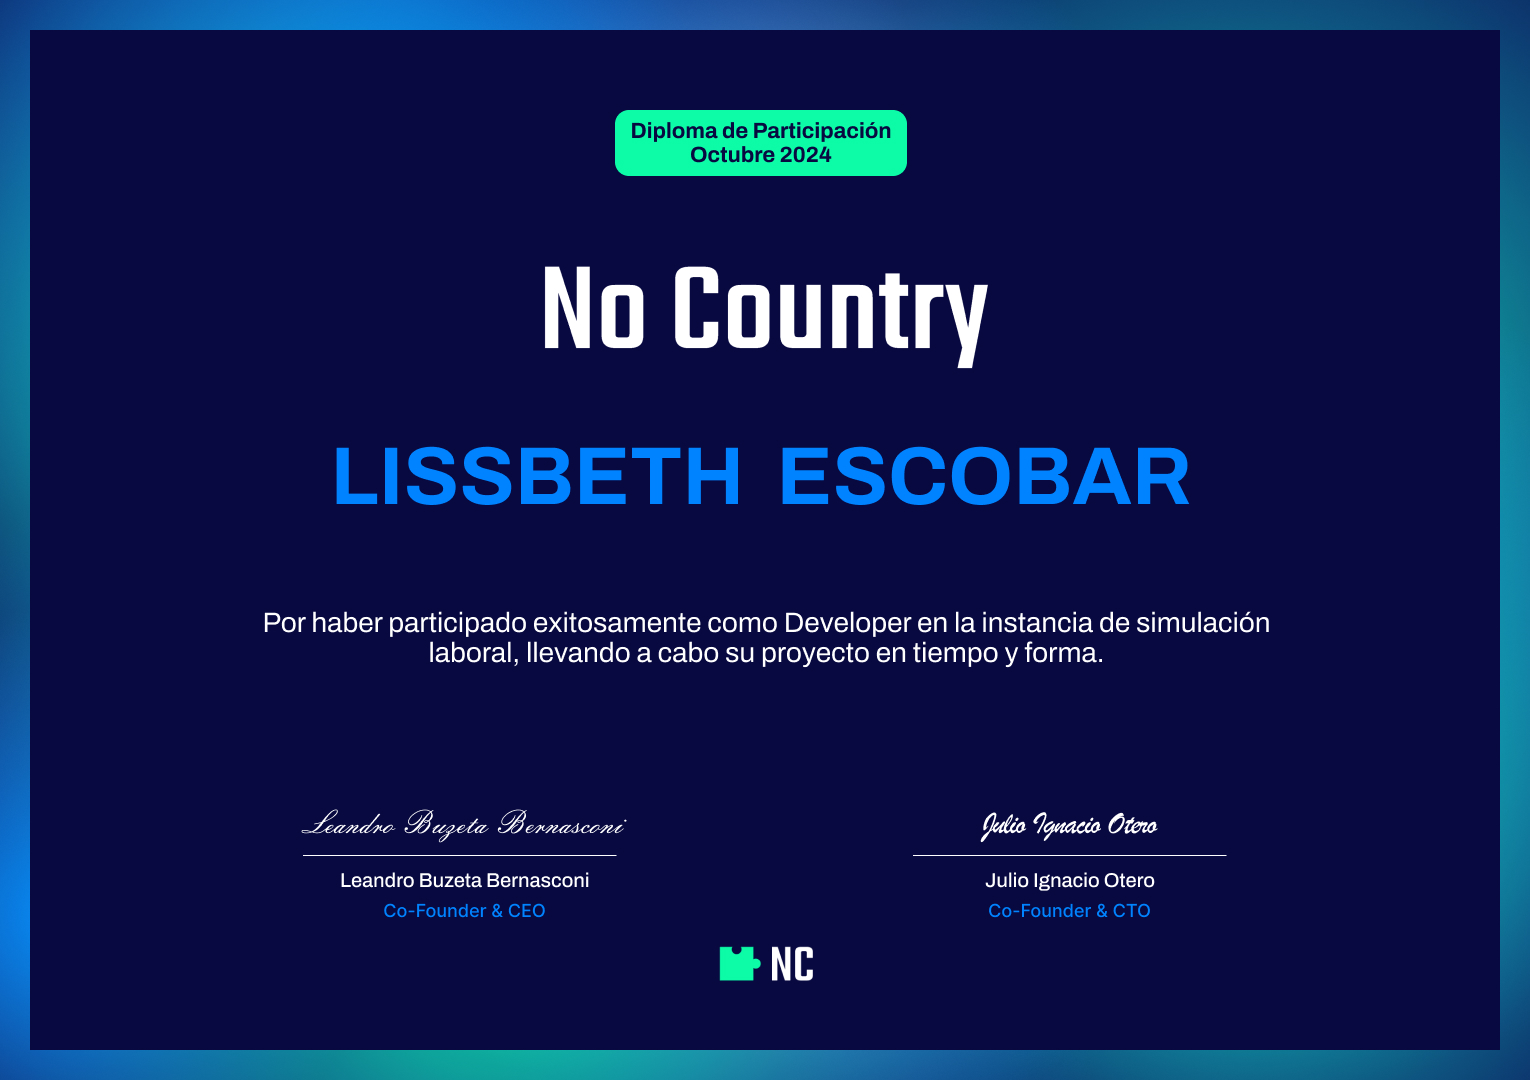 Diploma de Participación
Octubre 2024
No Country
LISSBETH ESCOBAR
Por haber participado exitosamente como Developer en la instancia de simulación
laboral, llevando a cabo su proyecto en tiempo y forma.
Leandro Buzeta Bernasconi
Julio Ignacio Otero
Leandro Buzeta Bernasconi
Julio Ignacio Otero
Co-Founder & CEO
Co-Founder & CTO
NC